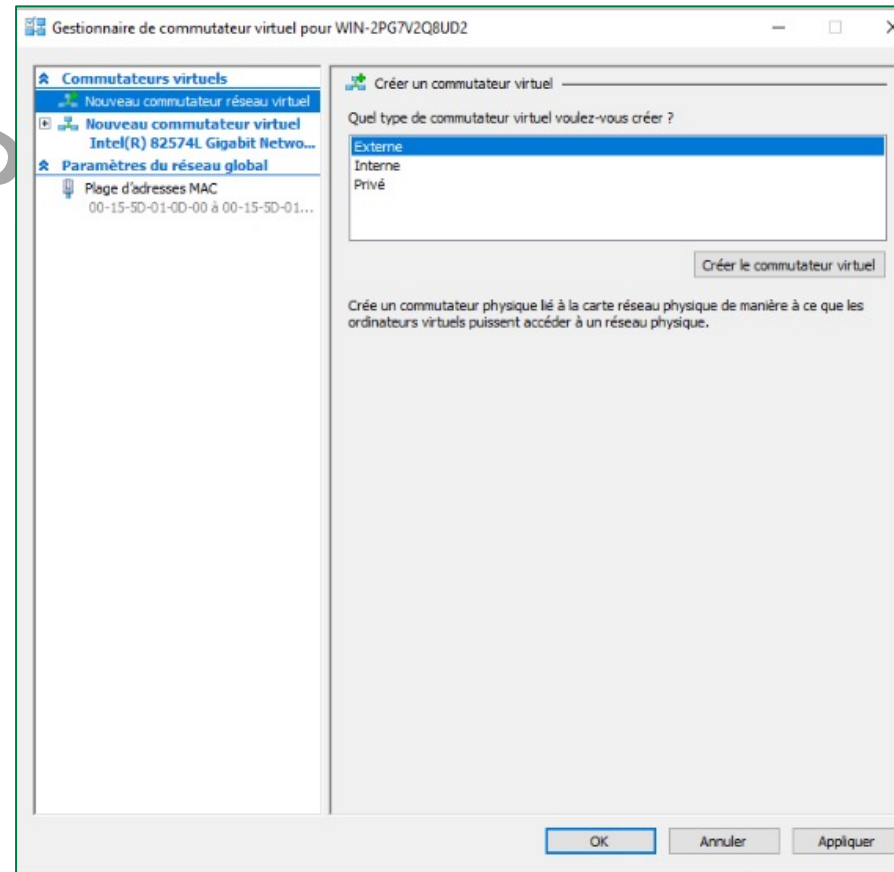 Gestionnaire de commutateur virtuel pour WIN-2PG7V2Q8UD2
Commutateurs virtuels
Nouveau commutateur réseau virtuel
Nouveau commutateur virtuel
Intel(R) 82574L Gigabit Netwo...
Paramètres du réseau global
Plage d'adresses MAC
00-15-5D-01-0D-00 à 00-15-5D-01...
Créer un commutateur virtuel
Quel type de commutateur virtuel voulez-vous créer ?
Externe
Interne
Privé
Créer le commutateur virtuel
Crée un commutateur physique lié à la carte réseau physique de manière à ce que les
ordinateurs virtuels puissent accéder à un réseau physique.
OK Annuler Appliquer